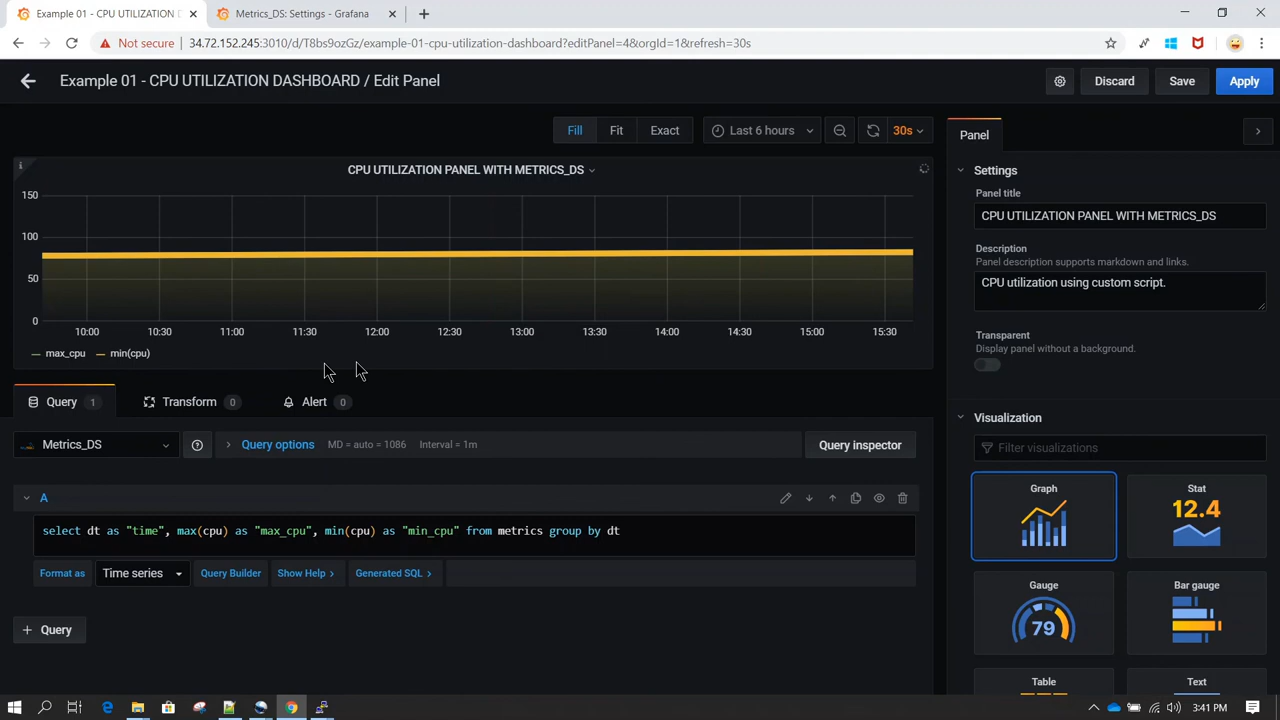 Example 01 - CPU UTILIZATION D
Metrics_DS: Settings - Grafana
Not secure
34.72.152.245:3010/d/T8bs9ozGz/example-01-cpu-utilization-dashboard?editPanel=4&orgId=1&refresh=30s
Example 01 - CPU UTILIZATION DASHBOARD / Edit Panel
Discard
Save
Apply
Fill
Fit
Exact
Last 6 hours
30s
CPU UTILIZATION PANEL WITH METRICS_DS
150
100
50
0
10:00 10:30 11:00 11:30 12:00 12:30 13:00 13:30 14:00 14:30 15:00 15:30
max_cpu min(cpu)
Query 1
Transform 0
Alert 0
Metrics_DS
Query options MD = auto = 1086 Interval = 1m
Query inspector
A
select dt as "time", max(cpu) as "max_cpu", min(cpu) as "min_cpu" from metrics group by dt
Format as Time series Query Builder Show Help Generated SQL
+ Query
Panel
Settings
Panel title
CPU UTILIZATION PANEL WITH METRICS_DS
Description
Panel description supports markdown and links.
CPU utilization using custom script.
Transparent
Display panel without a background.
Visualization
Filter visualizations
Graph
Stat
12.4
Gauge
79
Bar gauge
Table
Text
3:41 PM